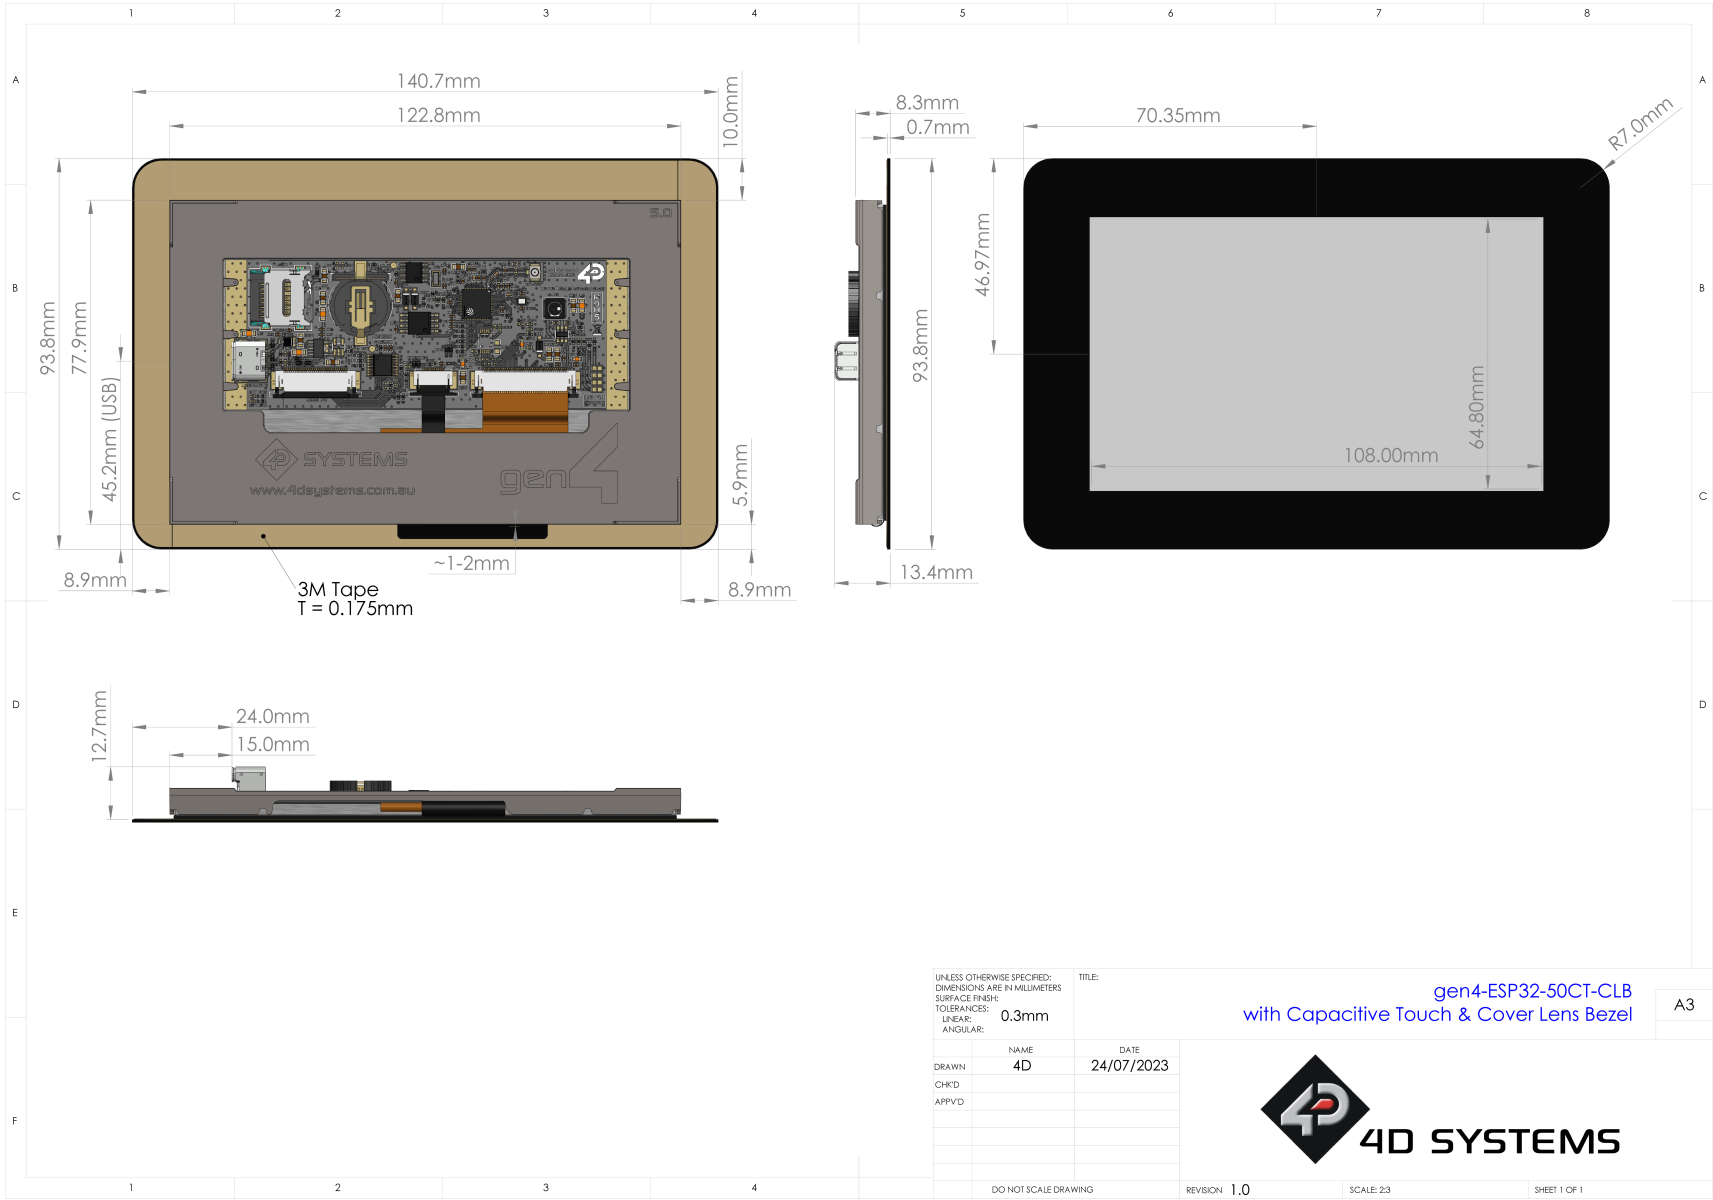 1 2 3 4 5 6 7 8
A A
B B
C C
D D
E E
F F
140.7mm
122.8mm
10.0mm
93.8mm
77.9mm
45.2mm (USB)
5.0
SYSTEMS
www.4dsystems.com.au
gen4
5.9mm
~1-2mm
8.9mm
8.9mm
3M Tape
T = 0.175mm
8.3mm
0.7mm
93.8mm
13.4mm
70.35mm
R7.0mm
46.97mm
64.80mm
108.00mm
12.7mm
24.0mm
15.0mm
UNLESS OTHERWISE SPECIFIED:
DIMENSIONS ARE IN MILLIMETERS
SURFACE FINISH:
TOLERANCES:
LINEAR: 0.3mm
ANGULAR:
TITLE:
gen4-ESP32-50CT-CLB
with Capacitive Touch & Cover Lens Bezel
A3
NAME DATE
DRAWN 4D 24/07/2023
CHK'D
APPV'D
4D SYSTEMS
DO NOT SCALE DRAWING
REVISION 1.0
SCALE: 2:3
SHEET 1 OF 1
1 2 3 4